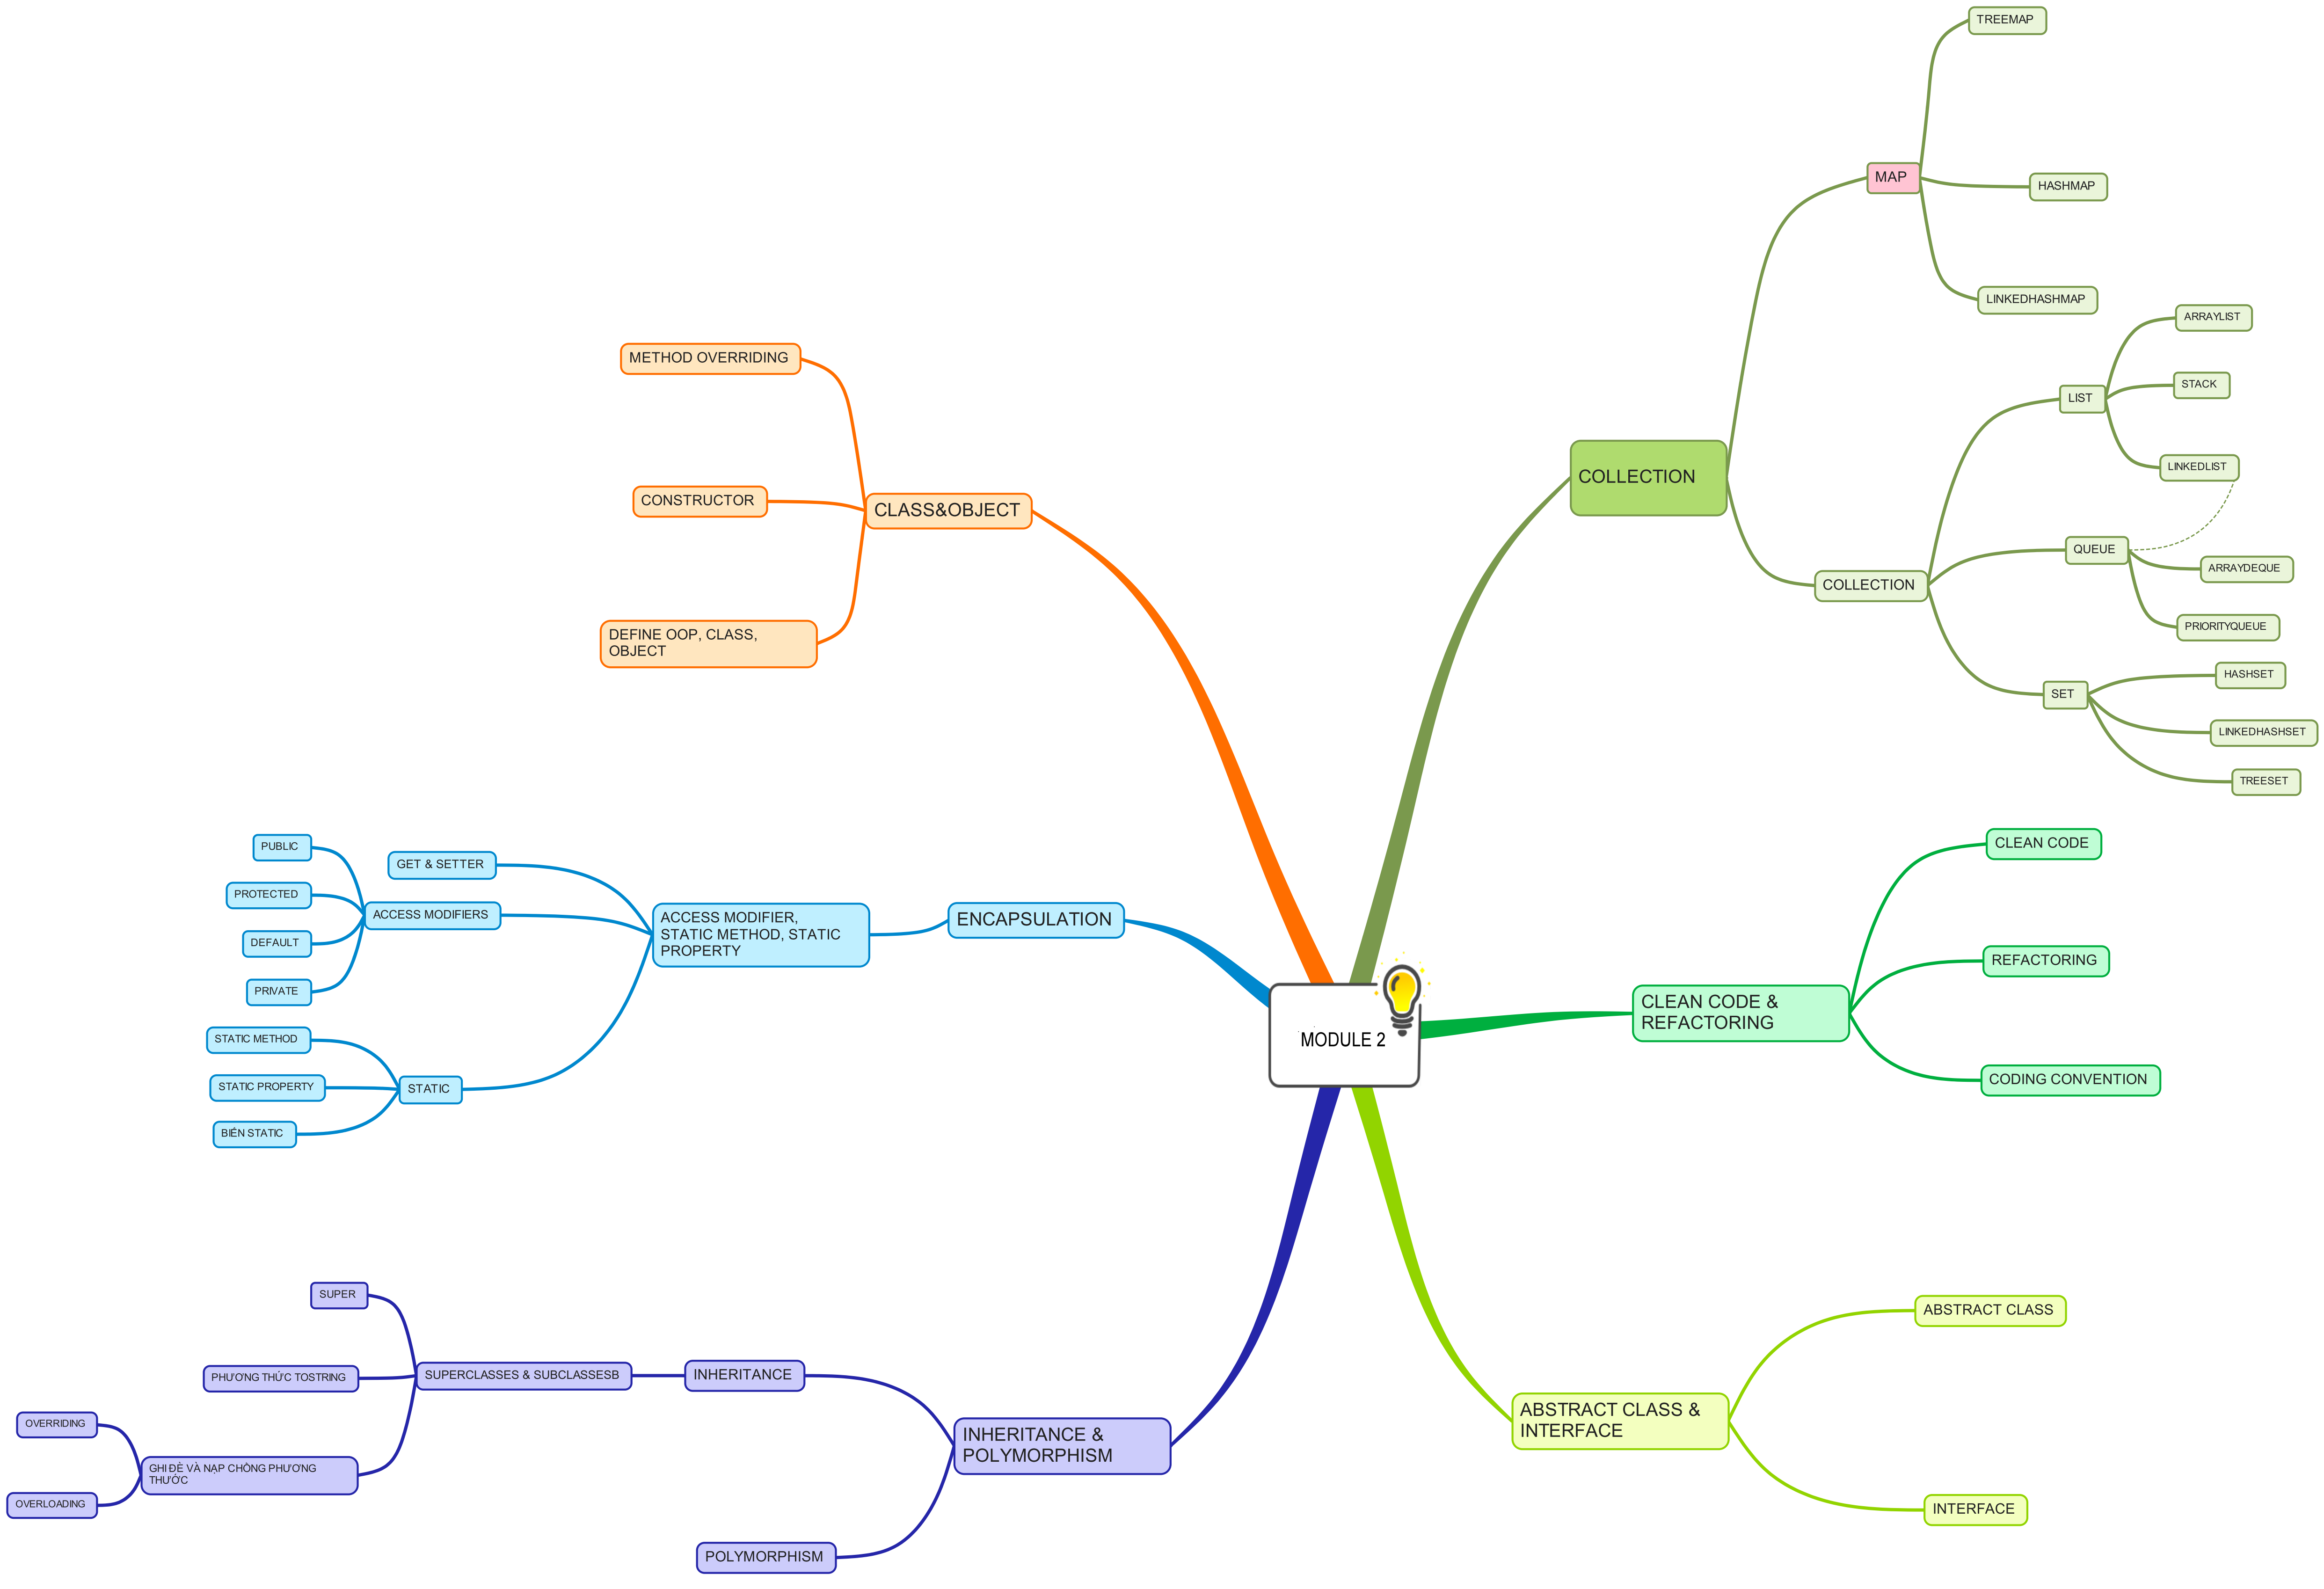 TREEMAP
MAP
HASHMAP
LINKEDHASHMAP
ARRAYLIST
LIST
STACK
LINKEDLIST
COLLECTION
QUEUE
ARRAYDEQUE
COLLECTION
PRIORITYQUEUE
SET
HASHSET
LINKEDHASHSET
TREESET
METHOD OVERRIDING
CONSTRUCTOR
CLASS&OBJECT
DEFINE OOP, CLASS,
OBJECT
PUBLIC
GET & SETTER
PROTECTED
ACCESS MODIFIERS
DEFAULT
PRIVATE
ACCESS MODIFIER,
STATIC METHOD, STATIC
PROPERTY
ENCAPSULATION
STATIC METHOD
STATIC PROPERTY
STATIC
BIẾN STATIC
MODULE 2
CLEAN CODE
REFACTORING
CLEAN CODE &
REFACTORING
CODING CONVENTION
SUPER
PHƯƠNG THỨC TOSTRING
SUPERCLASSES & SUBCLASSESB
INHERITANCE
OVERRIDING
GHI ĐÈ VÀ NẠP CHỒNG PHƯƠNG
THƯỚC
OVERLOADING
INHERITANCE &
POLYMORPHISM
POLYMORPHISM
ABSTRACT CLASS
ABSTRACT CLASS &
INTERFACE
INTERFACE